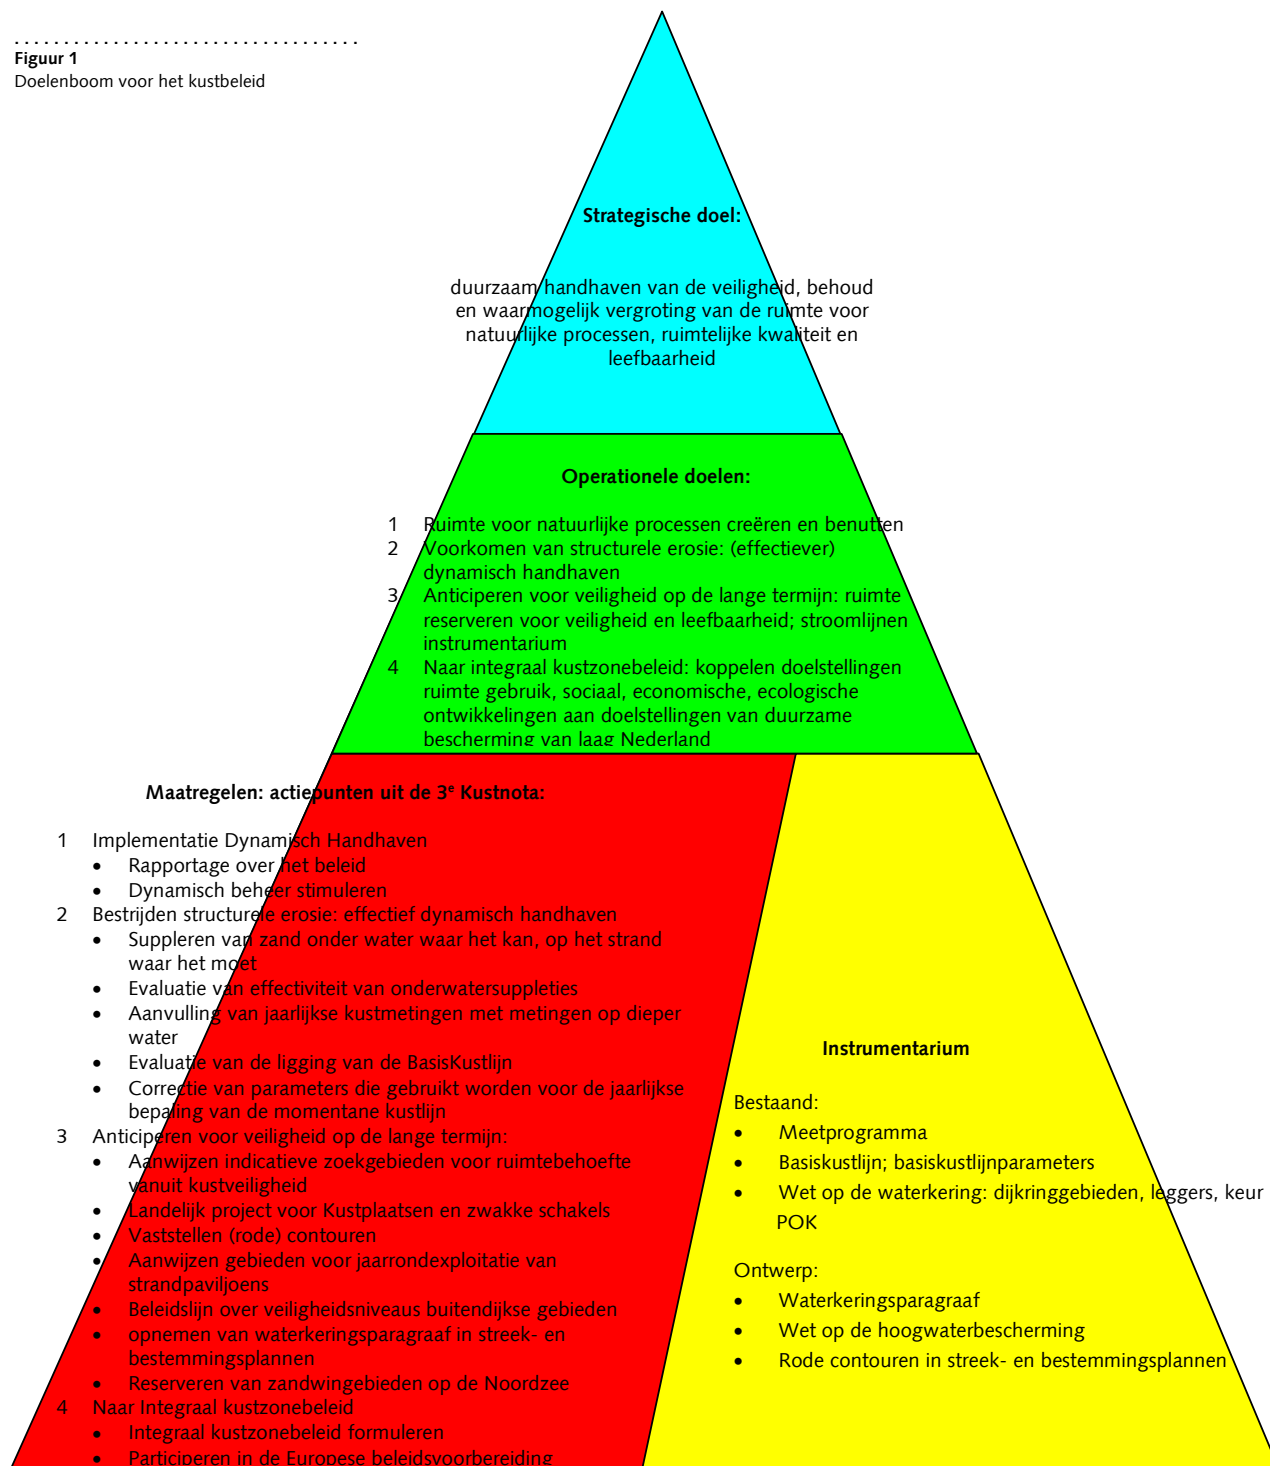 Figuur 1
Doelenboom voor het kustbeleid
Strategische doel:
duurzaam handhaven van de veiligheid, behoud
en waarmogelijk vergroting van de ruimte voor
natuurlijke processen, ruimtelijke kwaliteit en
leefbaarheid
Operationele doelen:
1 Ruimte voor natuurlijke processen creëren en benutten
2 Voorkomen van structurele erosie: (effectiever)
dynamisch handhaven
3 Anticiperen voor veiligheid op de lange termijn: ruimte
reserveren voor veiligheid en leefbaarheid; stroomlijnen
instrumentarium
4 Naar integraal kustzonebeleid: koppelen doelstellingen
ruimte gebruik, sociaal, economische, ecologische
ontwikkelingen aan doelstellingen van duurzame
bescherming van laag Nederland
Maatregelen: actiepunten uit de 3e Kustnota:
1 Implementatie Dynamisch Handhaven
• Rapportage over het beleid
• Dynamisch beheer stimuleren
2 Bestrijden structurele erosie: effectief dynamisch handhaven
• Suppleren van zand onder water waar het kan, op het strand
waar het moet
• Evaluatie van effectiviteit van onderwatersuppleties
• Aanvulling van jaarlijkse kustmetingen met metingen op dieper
water
• Evaluatie van de ligging van de BasisKustlijn
• Correctie van parameters die gebruikt worden voor de jaarlijkse
bepaling van de momentane kustlijn
3 Anticiperen voor veiligheid op de lange termijn:
• Aanwijzen indicatieve zoekgebieden voor ruimtebehoefte
vanuit kustveiligheid
• Landelijk project voor Kustplaatsen en zwakke schakels
• Vaststellen (rode) contouren
• Aanwijzen gebieden voor jaarrondexploitatie van
strandpaviljoens
• Beleidslijn over veiligheidsniveaus buitendijkse gebieden
• opnemen van waterkeringsparagraaf in streek- en
bestemmingsplannen
• Reserveren van zandwingebieden op de Noordzee
4 Naar Integraal kustzonebeleid
• Integraal kustzonebeleid formuleren
• Participeren in de Europese beleidsvoorbereiding
Instrumentarium
Bestaand:
• Meetprogramma
• Basiskustlijn; basiskustlijnparameters
• Wet op de waterkering: dijkringgebieden, leggers, keur
POK
Ontwerp:
• Waterkeringsparagraaf
• Wet op de hoogwaterbescherming
• Rode contouren in streek- en bestemmingsplannen